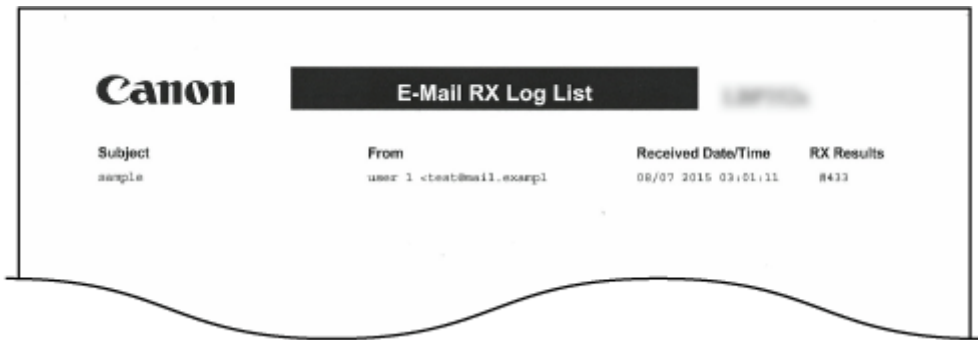 Canon
E-Mail RX Log List
Subject From Received Date/Time RX Results
sample user 1 <test@mail.exampl 08/07 2015 03:01:11 #433